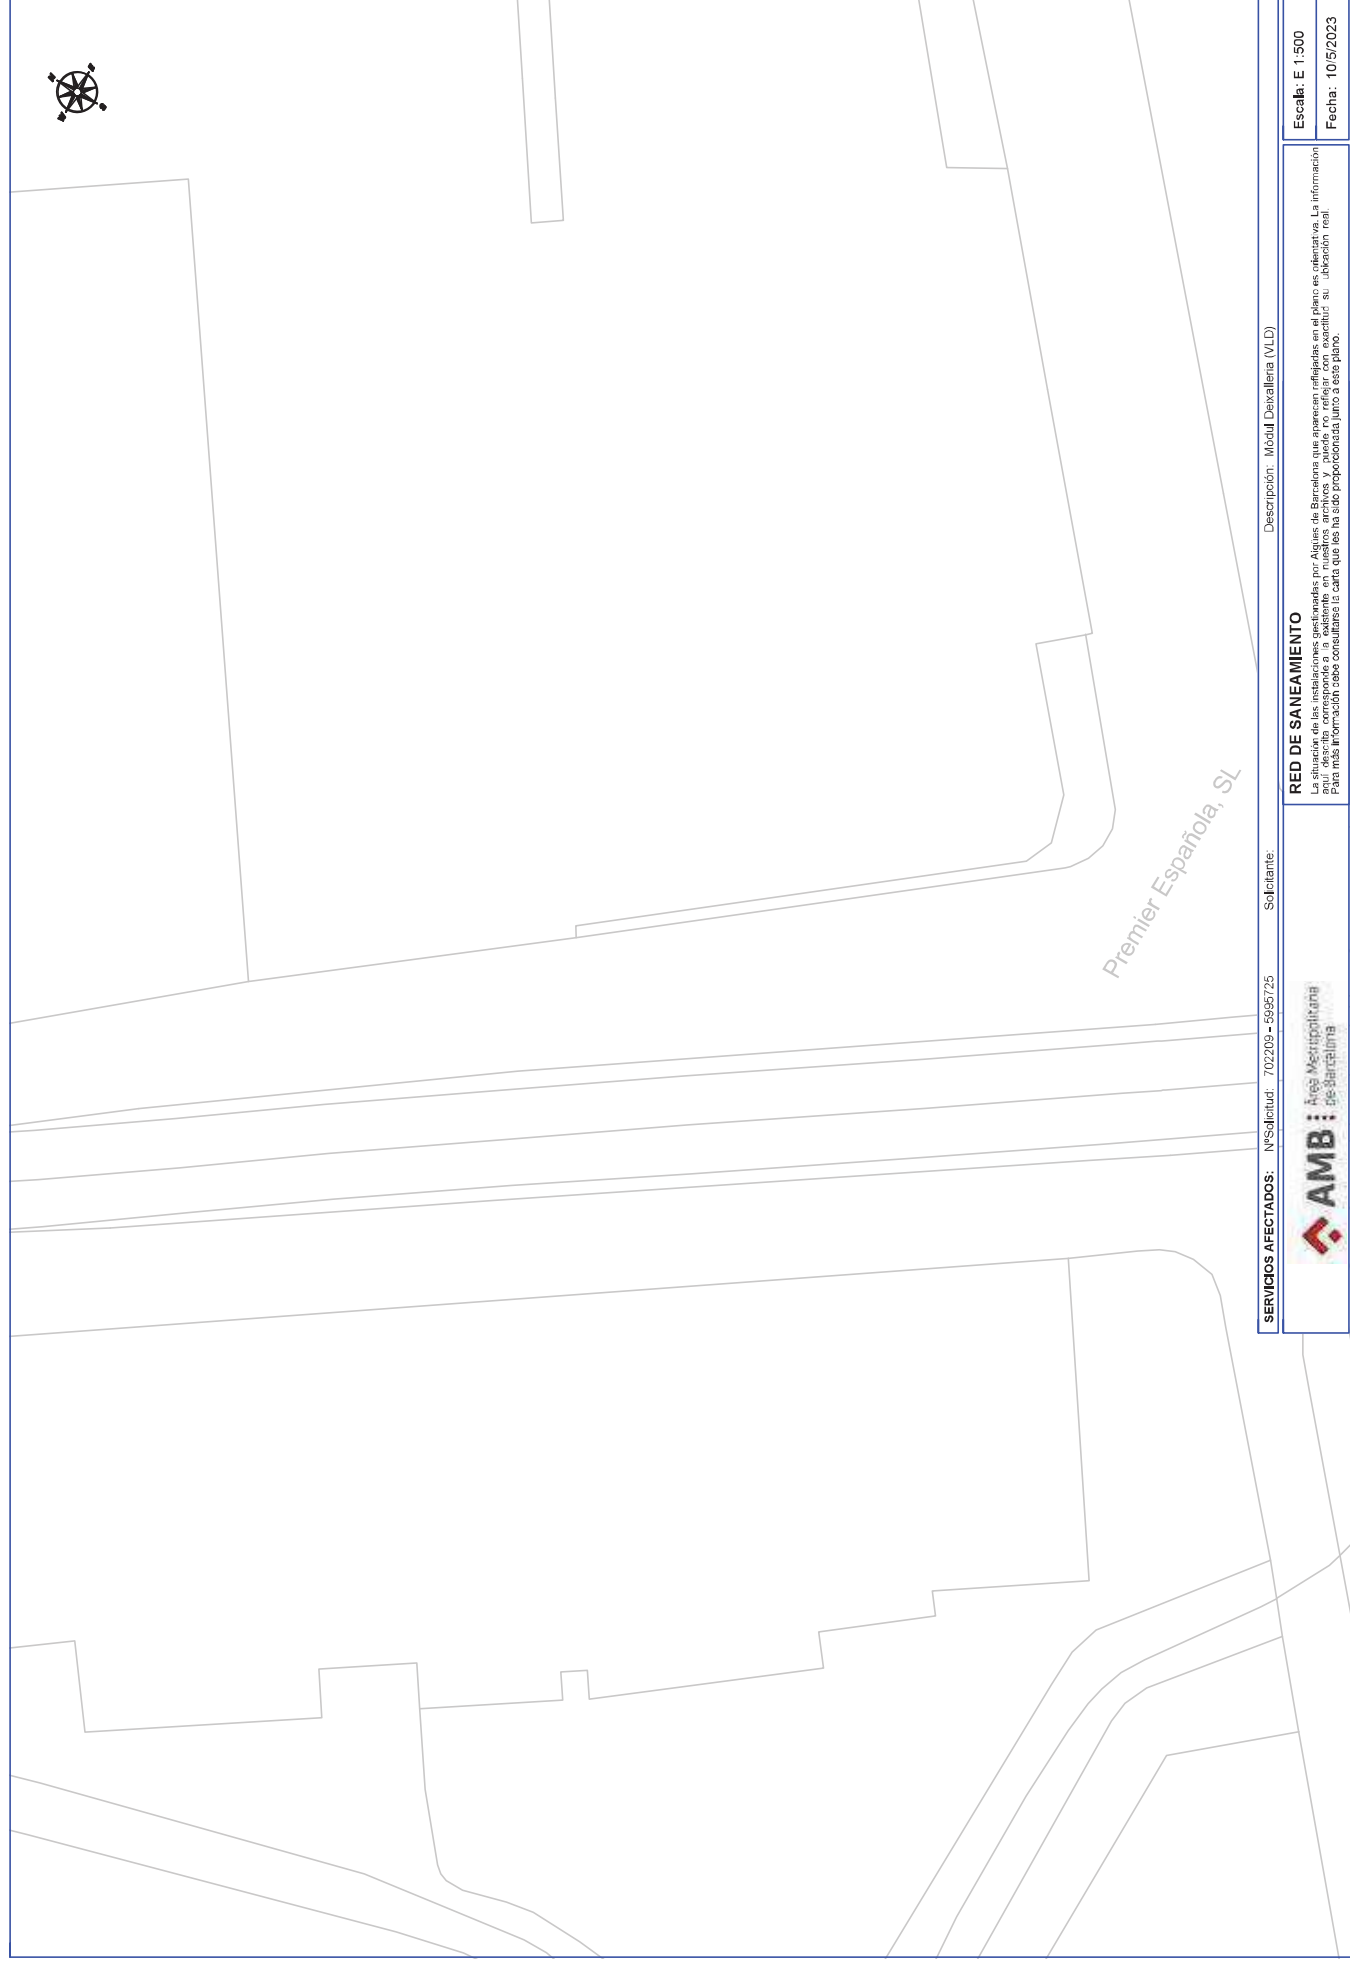 Premier Española, SL
SERVICIOS AFECTADOS: NºSolicitud: 702209 - 5995725 Solicitante: Descripción: Mòdul Deixalleria (VLD)
AMB Àrea Metropolitana
de Barcelona
RED DE SANEAMIENTO
La situación de las instalaciones gestionadas por Aigües de Barcelona que aparecen reflejadas en el plano es orientativa. La información
aquí descrita corresponde a la existente en nuestros archivos y puede no reflejar con exactitud su ubicación real.
Para más información debe consultarse la carta que les ha sido proporcionada junto a este plano.
Escala: E 1:500
Fecha: 10/5/2023